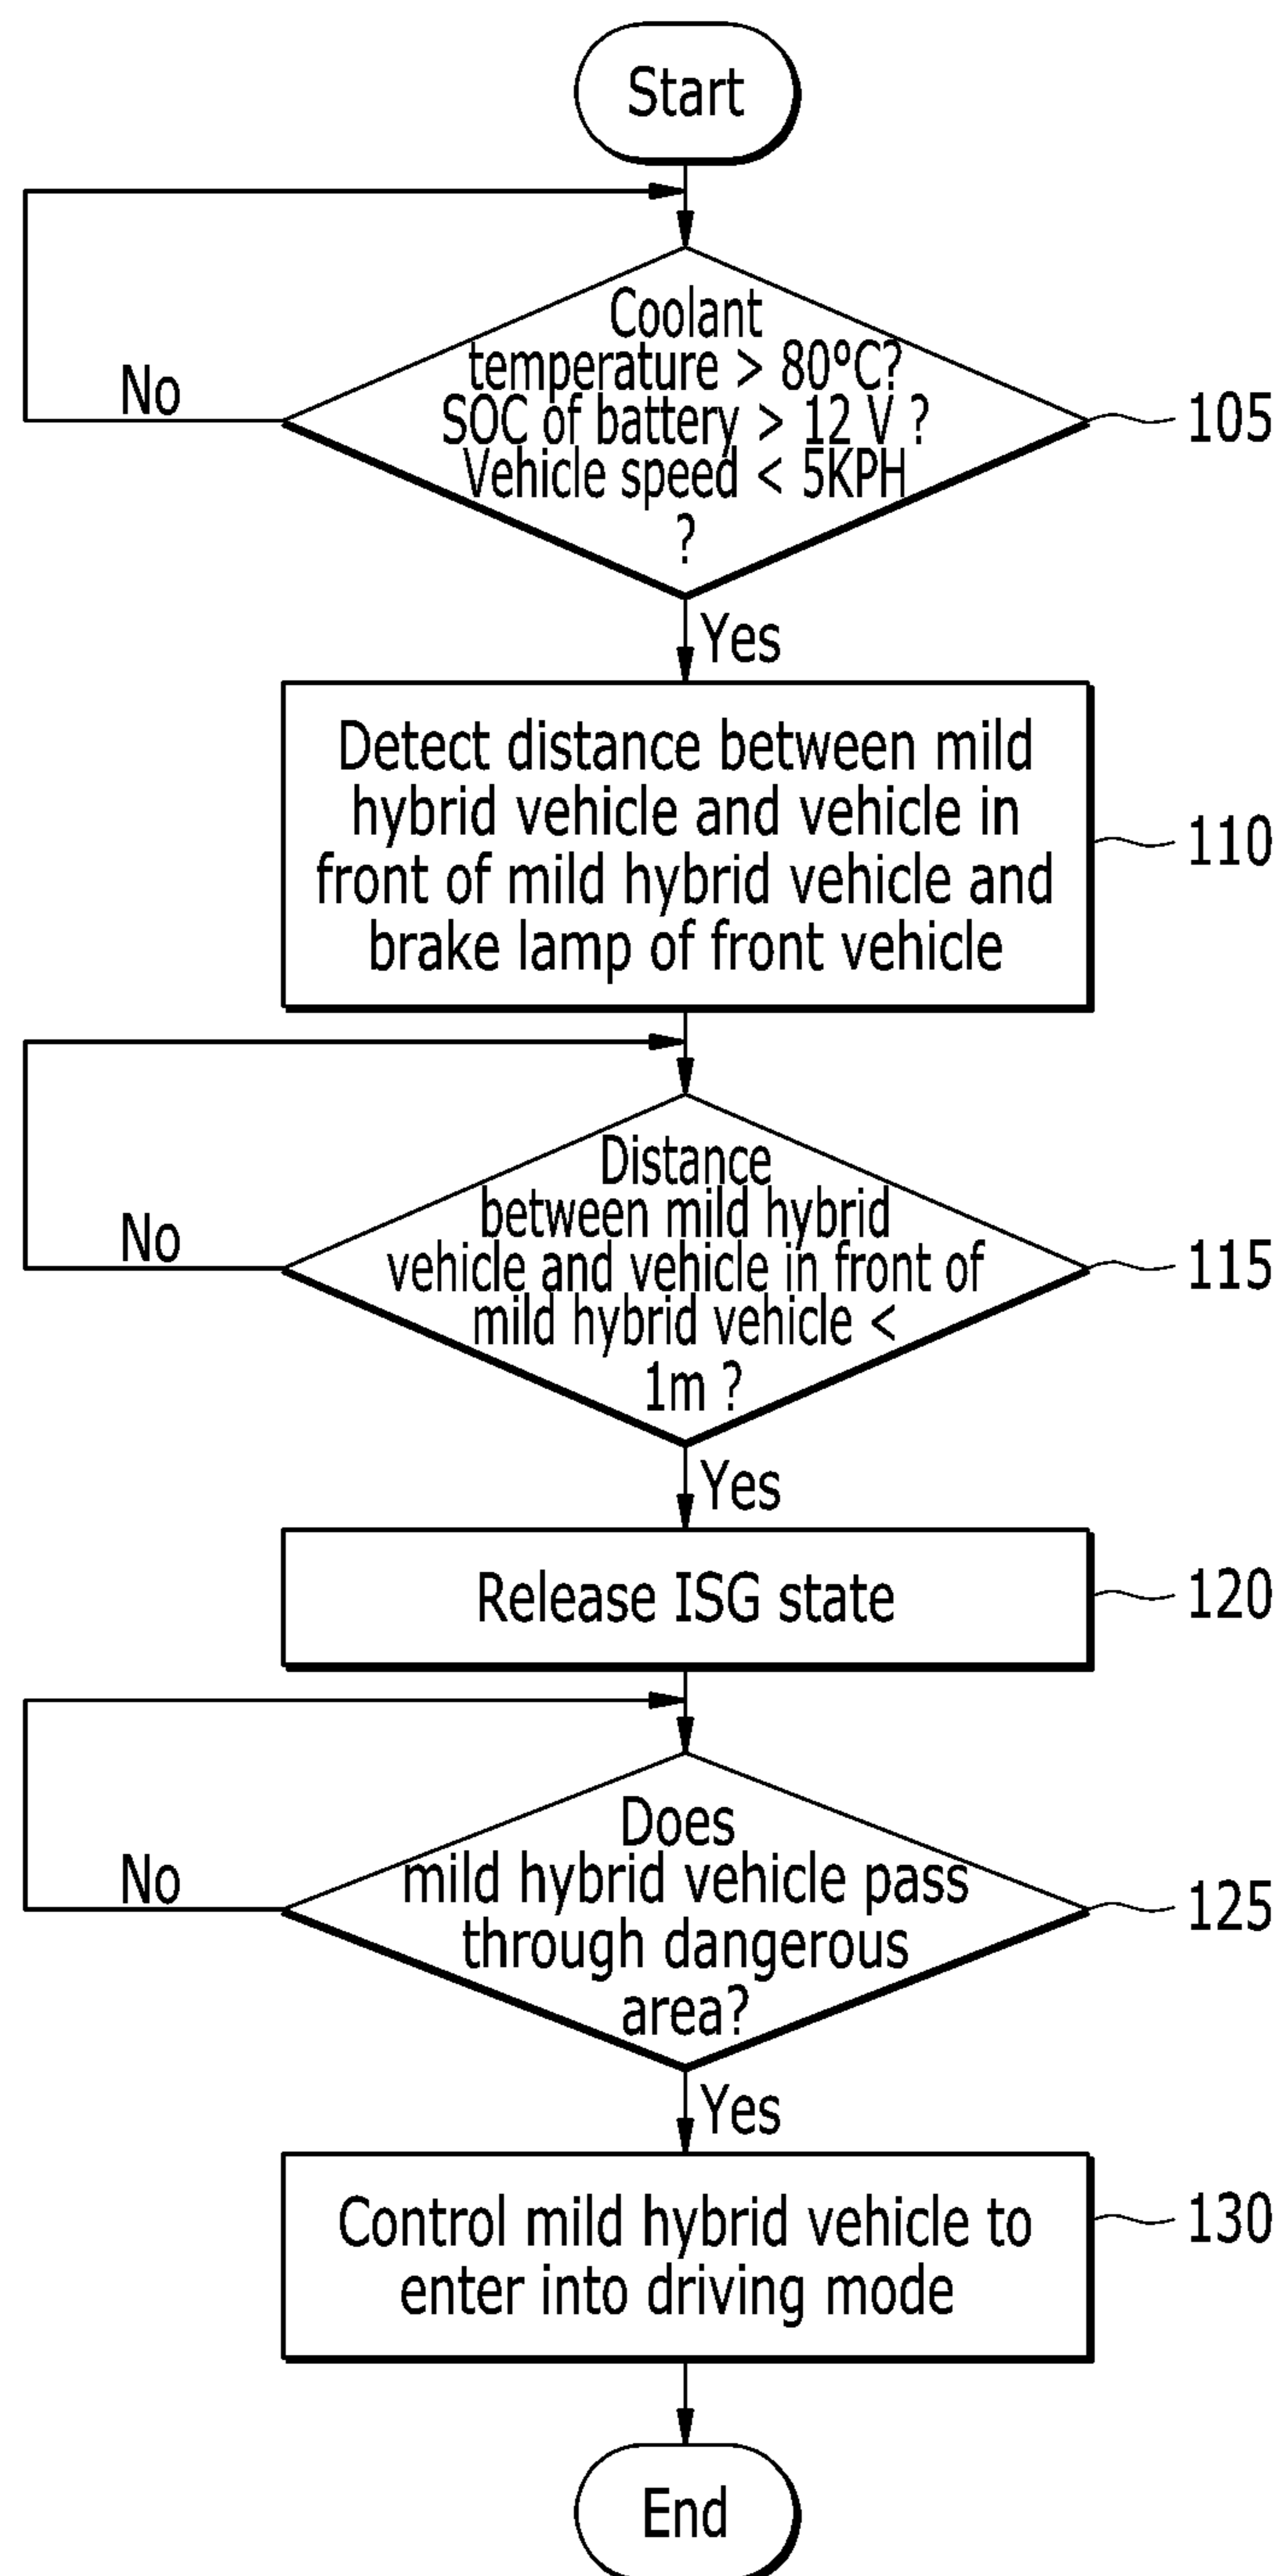 Start
Coolant
temperature > 80°C?
No
SOC of battery > 12 V ?
105
Vehicle speed < 5KPH
?
Yes
Detect distance between mild
hybrid vehicle and vehicle in
front of mild hybrid vehicle and
brake lamp of front vehicle
110
Distance
between mild hybrid
No
vehicle and vehicle in front of
115
mild hybrid vehicle <
1m ?
Yes
Release ISG state
120
Does
mild hybrid vehicle pass
No
through dangerous
125
area?
Yes
Control mild hybrid vehicle to
enter into driving mode
130
End